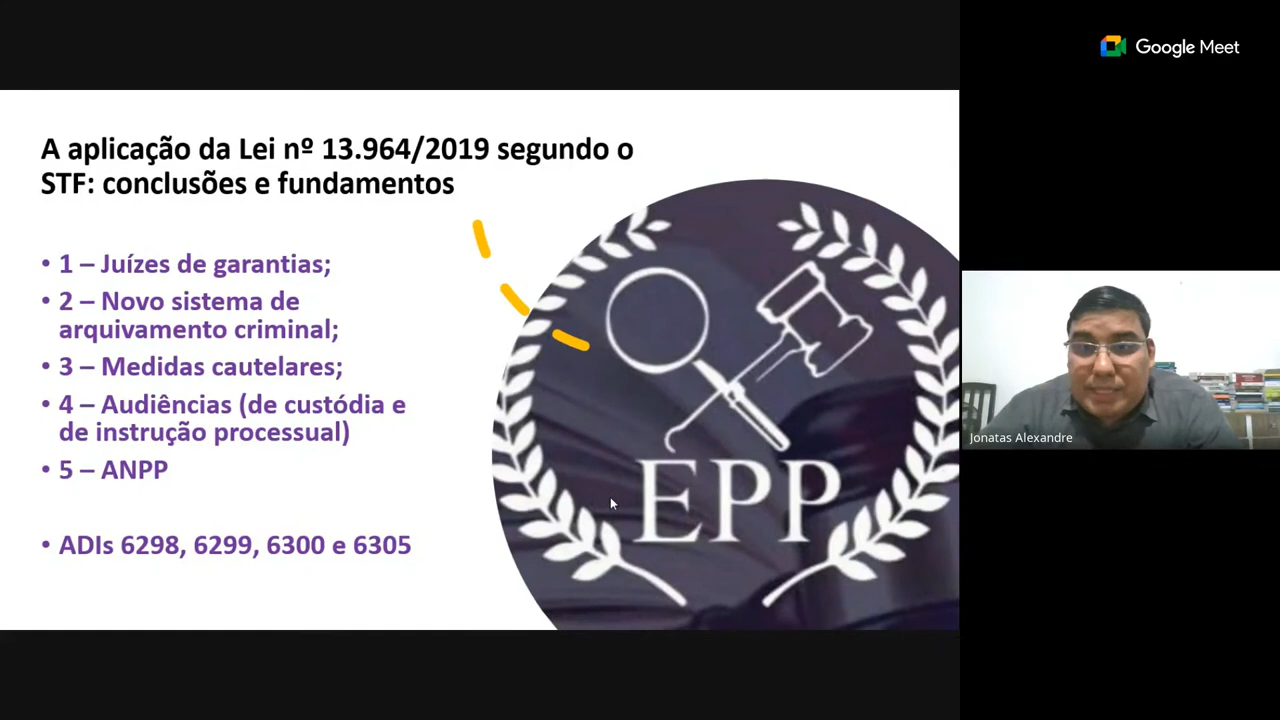 Google Meet
A aplicação da Lei nº 13.964/2019 segundo o
STF: conclusões e fundamentos
• 1 – Juízes de garantias;
• 2 – Novo sistema de
arquivamento criminal;
• 3 – Medidas cautelares;
• 4 – Audiências (de custódia e
de instrução processual)
• 5 – ANPP
• ADIs 6298, 6299, 6300 e 6305
EPP
Jonatas Alexandre